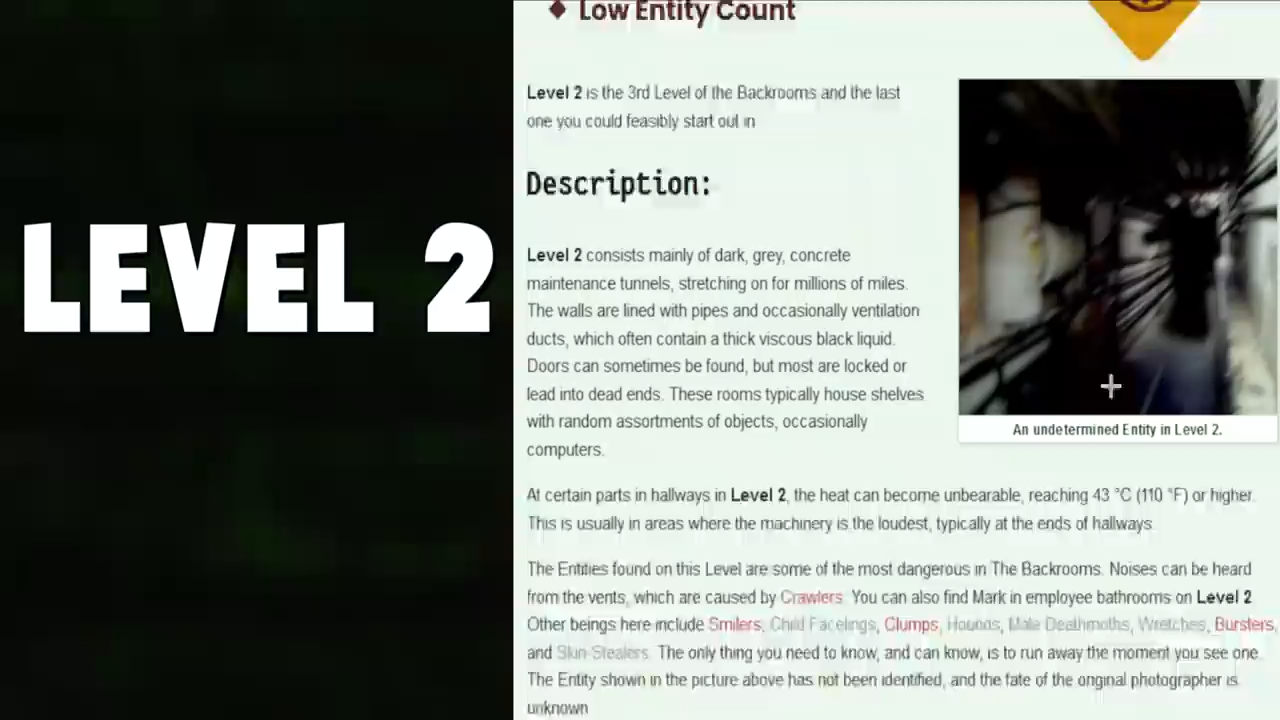 LEVEL 2
Low Entity Count
Level 2 is the 3rd Level of the Backrooms and the last
one you could feasibly start out in
Description:
Level 2 consists mainly of dark, grey, concrete
maintenance tunnels, stretching on for millions of miles.
The walls are lined with pipes and occasionally ventilation
ducts, which often contain a thick viscous black liquid.
Doors can sometimes be found, but most are locked or
lead into dead ends. These rooms typically house shelves
with random assortments of objects, occasionally
computers.
An undetermined Entity in Level 2.
At certain parts in hallways in Level 2, the heat can become unbearable, reaching 43 °C (110 °F) or higher.
This is usually in areas where the machinery is the loudest, typically at the ends of hallways
The Entities found on this Level are some of the most dangerous in The Backrooms. Noises can be heard
from the vents, which are caused by Crawlers. You can also find Mark in employee bathrooms on Level 2
Other beings here include Smilers, Child Facelings, Clumps, Hounds, Male Deathmoths, Wretches, Bursters,
and Skin-Stealers. The only thing you need to know, and can know, is to run away the moment you see one.
The Entity shown in the picture above has not been identified, and the fate of the original photographer is
unknown